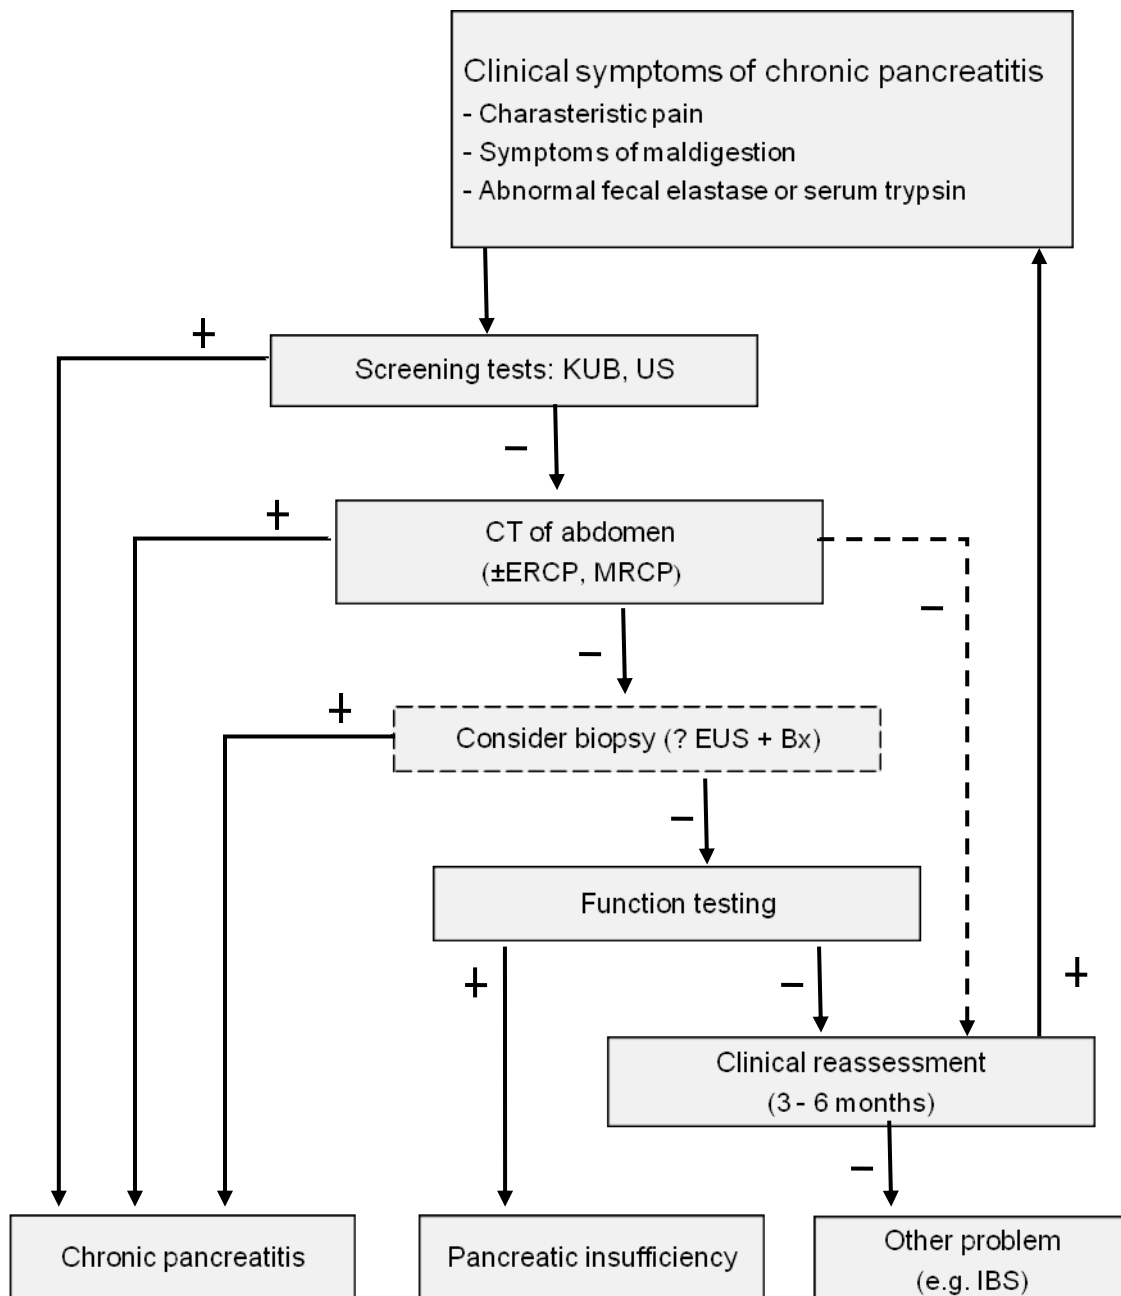 Clinical symptoms of chronic pancreatitis
- Charasteristic pain
- Symptoms of maldigestion
- Abnormal fecal elastase or serum trypsin
+
Screening tests: KUB, US
–
+
CT of abdomen
(±ERCP, MRCP)
–
–
+
Consider biopsy (? EUS + Bx)
–
Function testing
+
–
+
Clinical reassessment
(3 - 6 months)
–
Chronic pancreatitis
Pancreatic insufficiency
Other problem
(e.g. IBS)